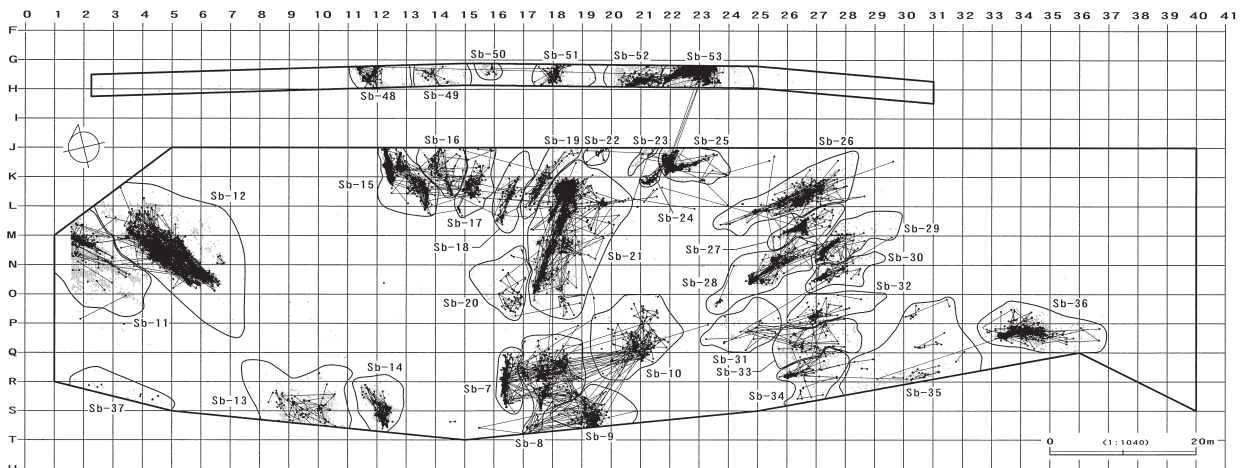 0 1 2 3 4 5 6 7 8 9 10 11 12 13 14 15 16 17 18 19 20 21 22 23 24 25 26 27 28 29 30 31 32 33 34 35 36 37 38 39 40 41
F
Sb-50 Sb-51 Sb-52 Sb-53
G
H
Sb-48 Sb-49
I
Sb-16 Sb-19 Sb-22 Sb-23 Sb-25 Sb-26
J
K
Sb-15
Sb-12
L
Sb-17 Sb-24
Sb-29
M
Sb-18 Sb-27
Sb-21 Sb-30
N
Sb-28
Sb-32
O
Sb-20
Sb-36
P
Sb-11
Q
Sb-31
Sb-14 Sb-33
Sb-10
R
Sb-7
Sb-13 Sb-34 Sb-35
Sb-37
S
Sb-8 Sb-9
T
0 (1:1040) 20m
U